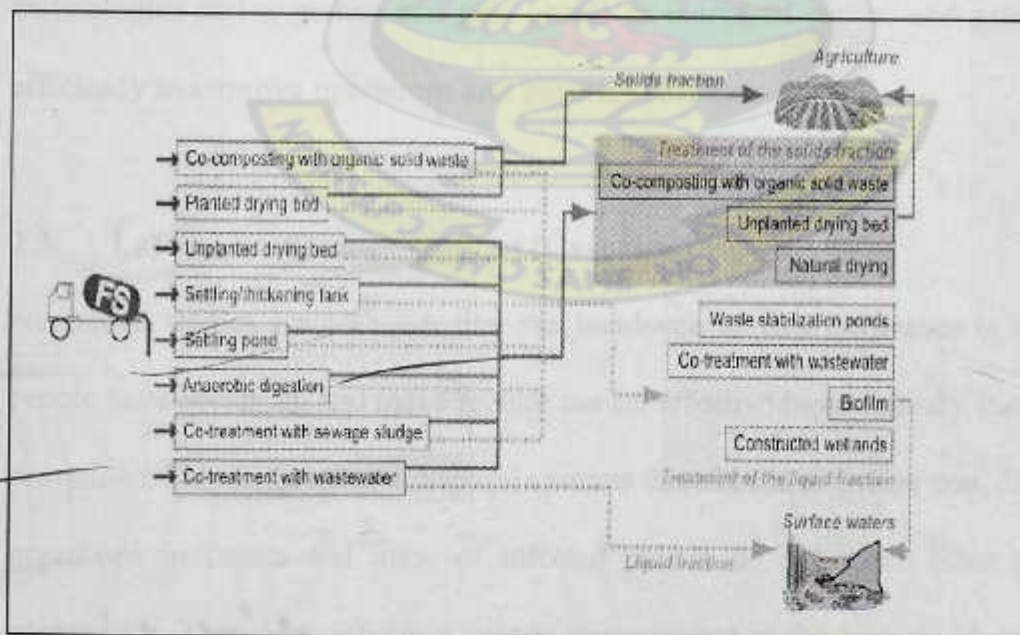 Agriculture
Solids fraction
Co-composting with organic solid waste
Planted drying bed
Unplanted drying bed
Settling/thickening tank
Settling pond
Anaerobic digestion
Co-treatment with sewage sludge
Co-treatment with wastewater
FS
Treatment of the solids fraction
Co-composting with organic solid waste
Unplanted drying bed
Natural drying
Waste stabilization ponds
Co-treatment with wastewater
Biofilm
Constructed wetlands
Treatment of the liquid fraction
Surface waters
Liquid fraction